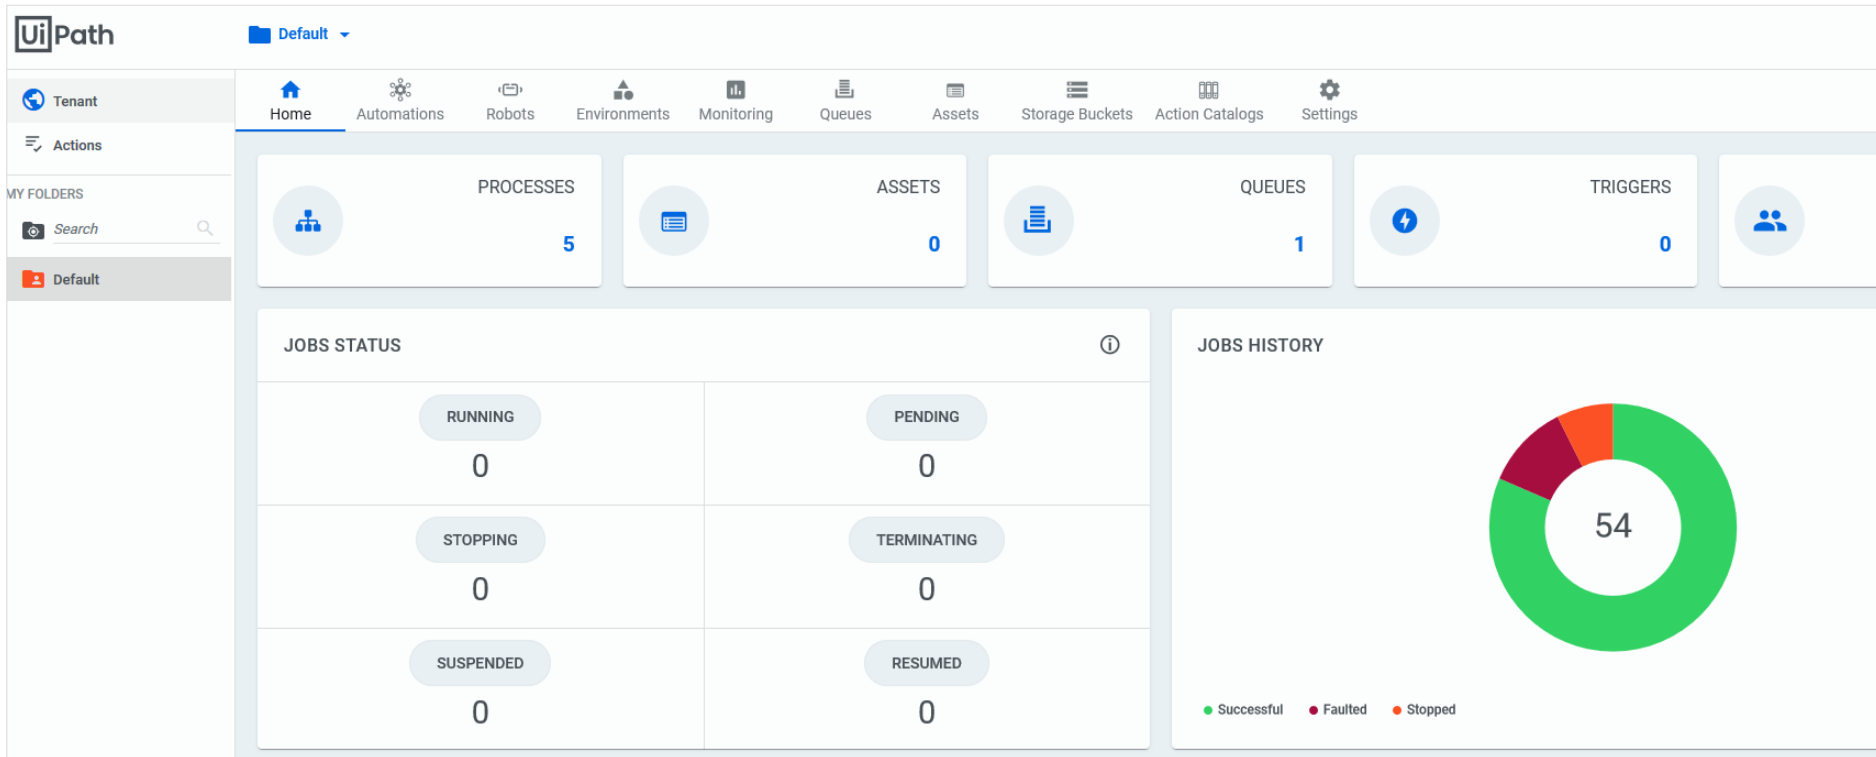 UiPath
Default
Tenant
Actions
MY FOLDERS
Search
Default
Home
Automations
Robots
Environments
Monitoring
Queues
Assets
Storage Buckets
Action Catalogs
Settings
PROCESSES
5
ASSETS
0
QUEUES
1
TRIGGERS
0
JOBS STATUS
RUNNING
0
PENDING
0
STOPPING
0
TERMINATING
0
SUSPENDED
0
RESUMED
0
JOBS HISTORY
54
Successful
Faulted
Stopped